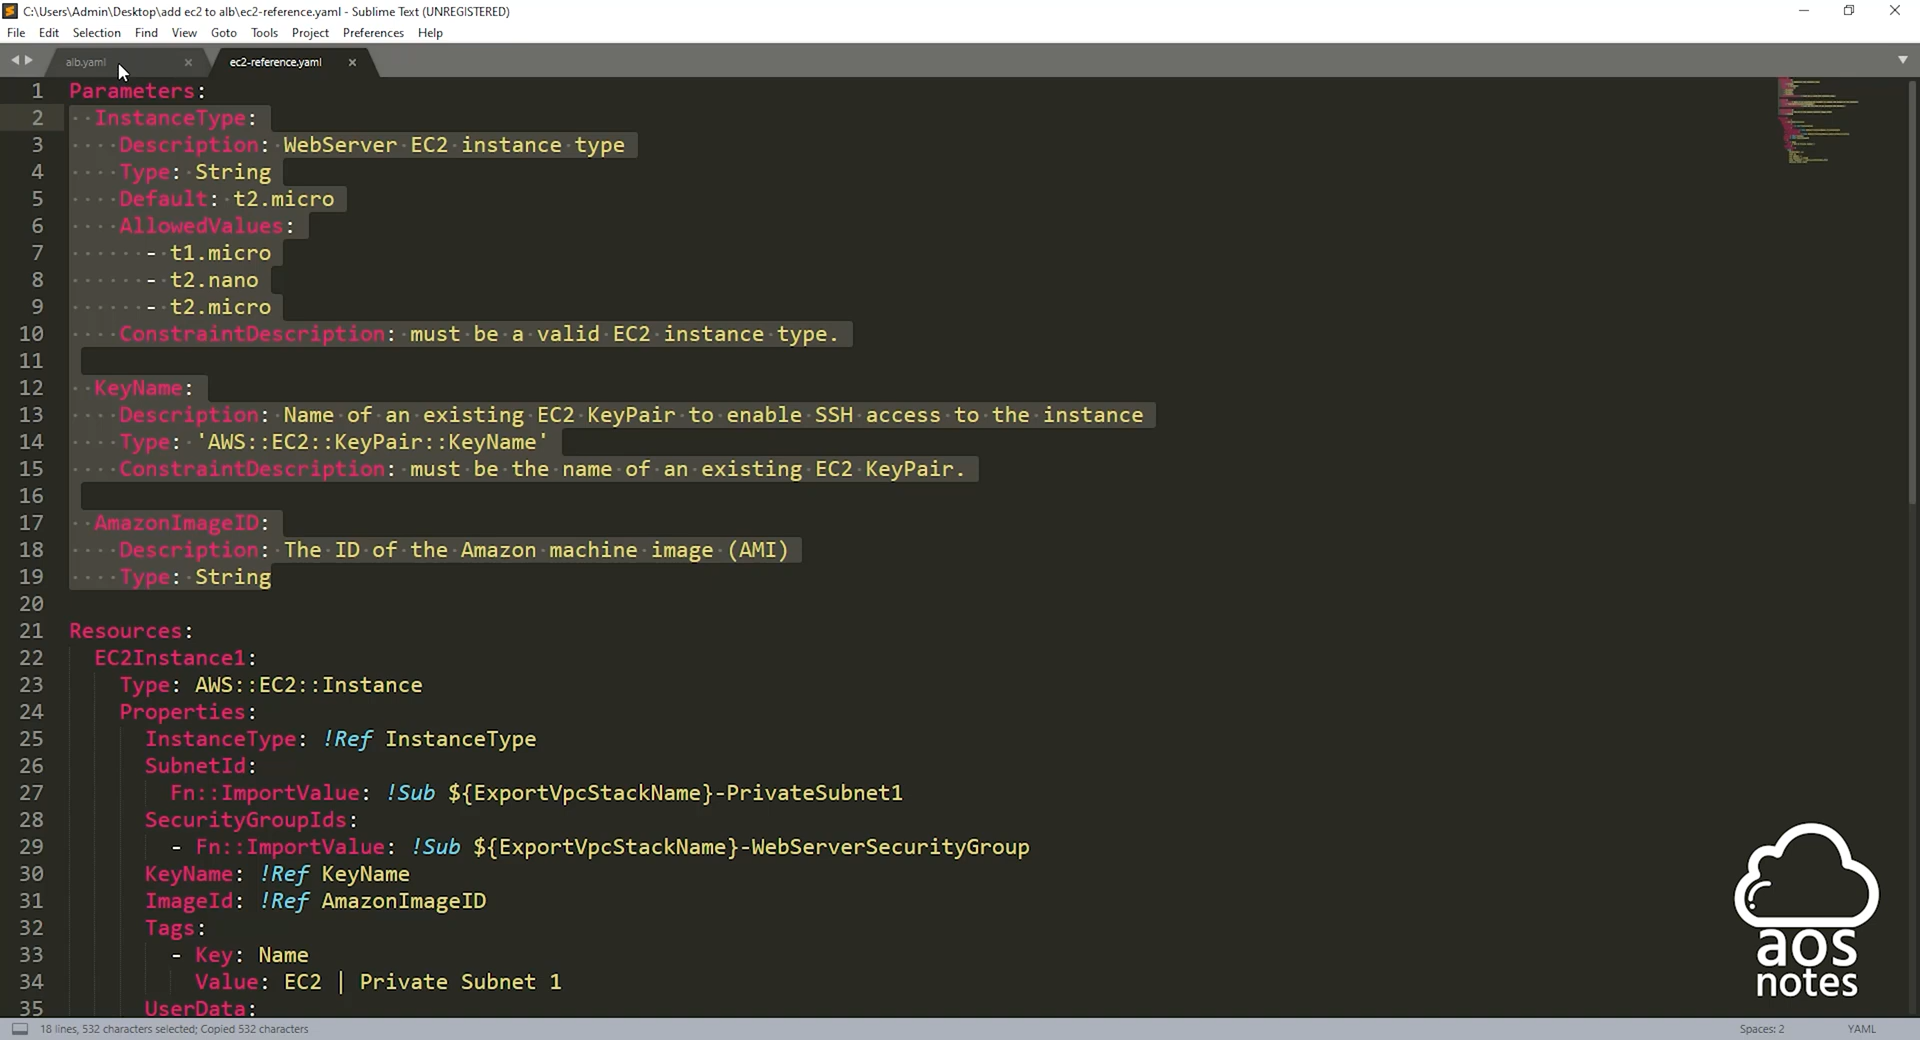 C:\Users\Admin\Desktop\add ec2 to alb\ec2-reference.yaml - Sublime Text (UNREGISTERED)
File Edit Selection Find View Goto Tools Project Preferences Help
alb.yaml ec2-reference.yaml
1 Parameters:
2 InstanceType:
3 Description: WebServer EC2 instance type
4 Type: String
5 Default: t2.micro
6 AllowedValues:
7 - t1.micro
8 - t2.nano
9 - t2.micro
10 ConstraintDescription: must be a valid EC2 instance type.
11
12 KeyName:
13 Description: Name of an existing EC2 KeyPair to enable SSH access to the instance
14 Type: 'AWS::EC2::KeyPair::KeyName'
15 ConstraintDescription: must be the name of an existing EC2 KeyPair.
16
17 AmazonImageID:
18 Description: The ID of the Amazon machine image (AMI)
19 Type: String
20
21 Resources:
22 EC2Instance1:
23 Type: AWS::EC2::Instance
24 Properties:
25 InstanceType: !Ref InstanceType
26 SubnetId:
27 Fn::ImportValue: !Sub ${ExportVpcStackName}-PrivateSubnet1
28 SecurityGroupIds:
29 - Fn::ImportValue: !Sub ${ExportVpcStackName}-WebServerSecurityGroup
30 KeyName: !Ref KeyName
31 ImageId: !Ref AmazonImageID
32 Tags:
33 - Key: Name
34 Value: EC2 | Private Subnet 1
35 UserData:
aos
notes
18 lines, 532 characters selected; Copied 532 characters Spaces: 2 YAML